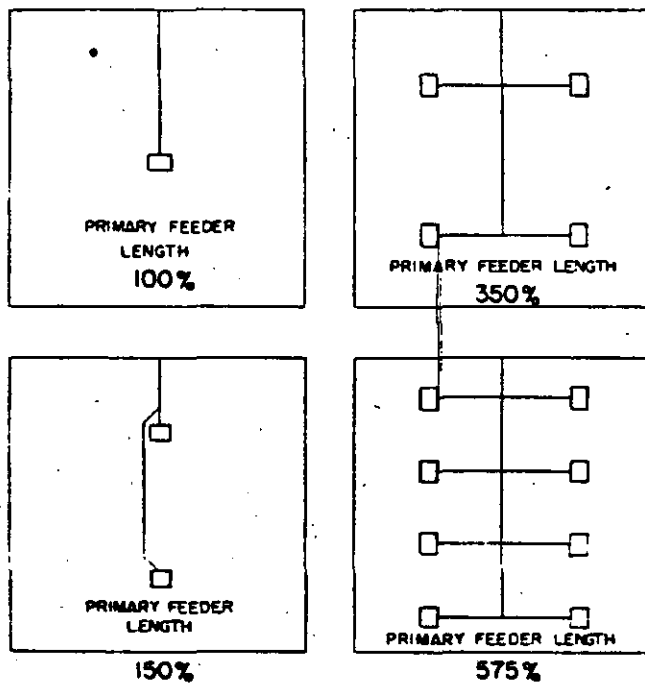 PRIMARY FEEDER
LENGTH
100%
PRIMARY FEEDER LENGTH
350%
PRIMARY FEEDER
LENGTH
150%
PRIMARY FEEDER LENGTH
575%